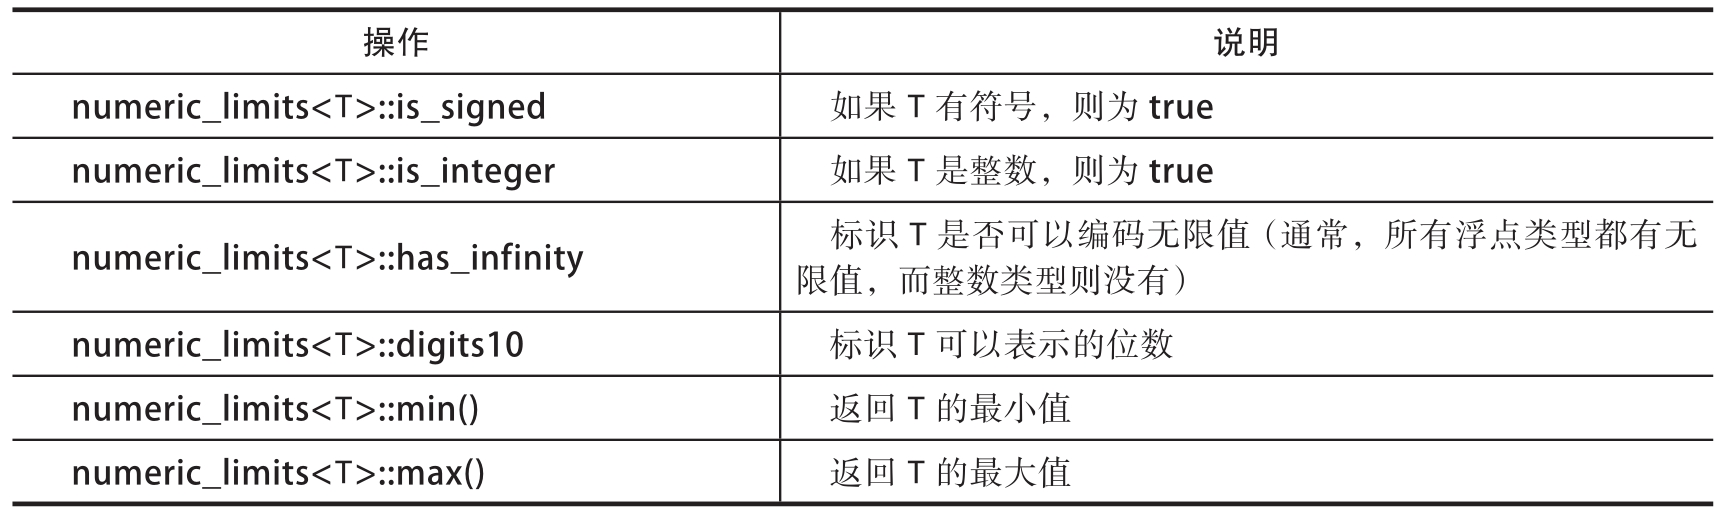 操作 说明
numeric_limits<T>::is_signed 如果 T 有符号，则为 true
numeric_limits<T>::is_integer 如果 T 是整数，则为 true
numeric_limits<T>::has_infinity 标识 T 是否可以编码无限值（通常，所有浮点类型都有无
限值，而整数类型则没有）
numeric_limits<T>::digits10 标识 T 可以表示的位数
numeric_limits<T>::min() 返回 T 的最小值
numeric_limits<T>::max() 返回 T 的最大值